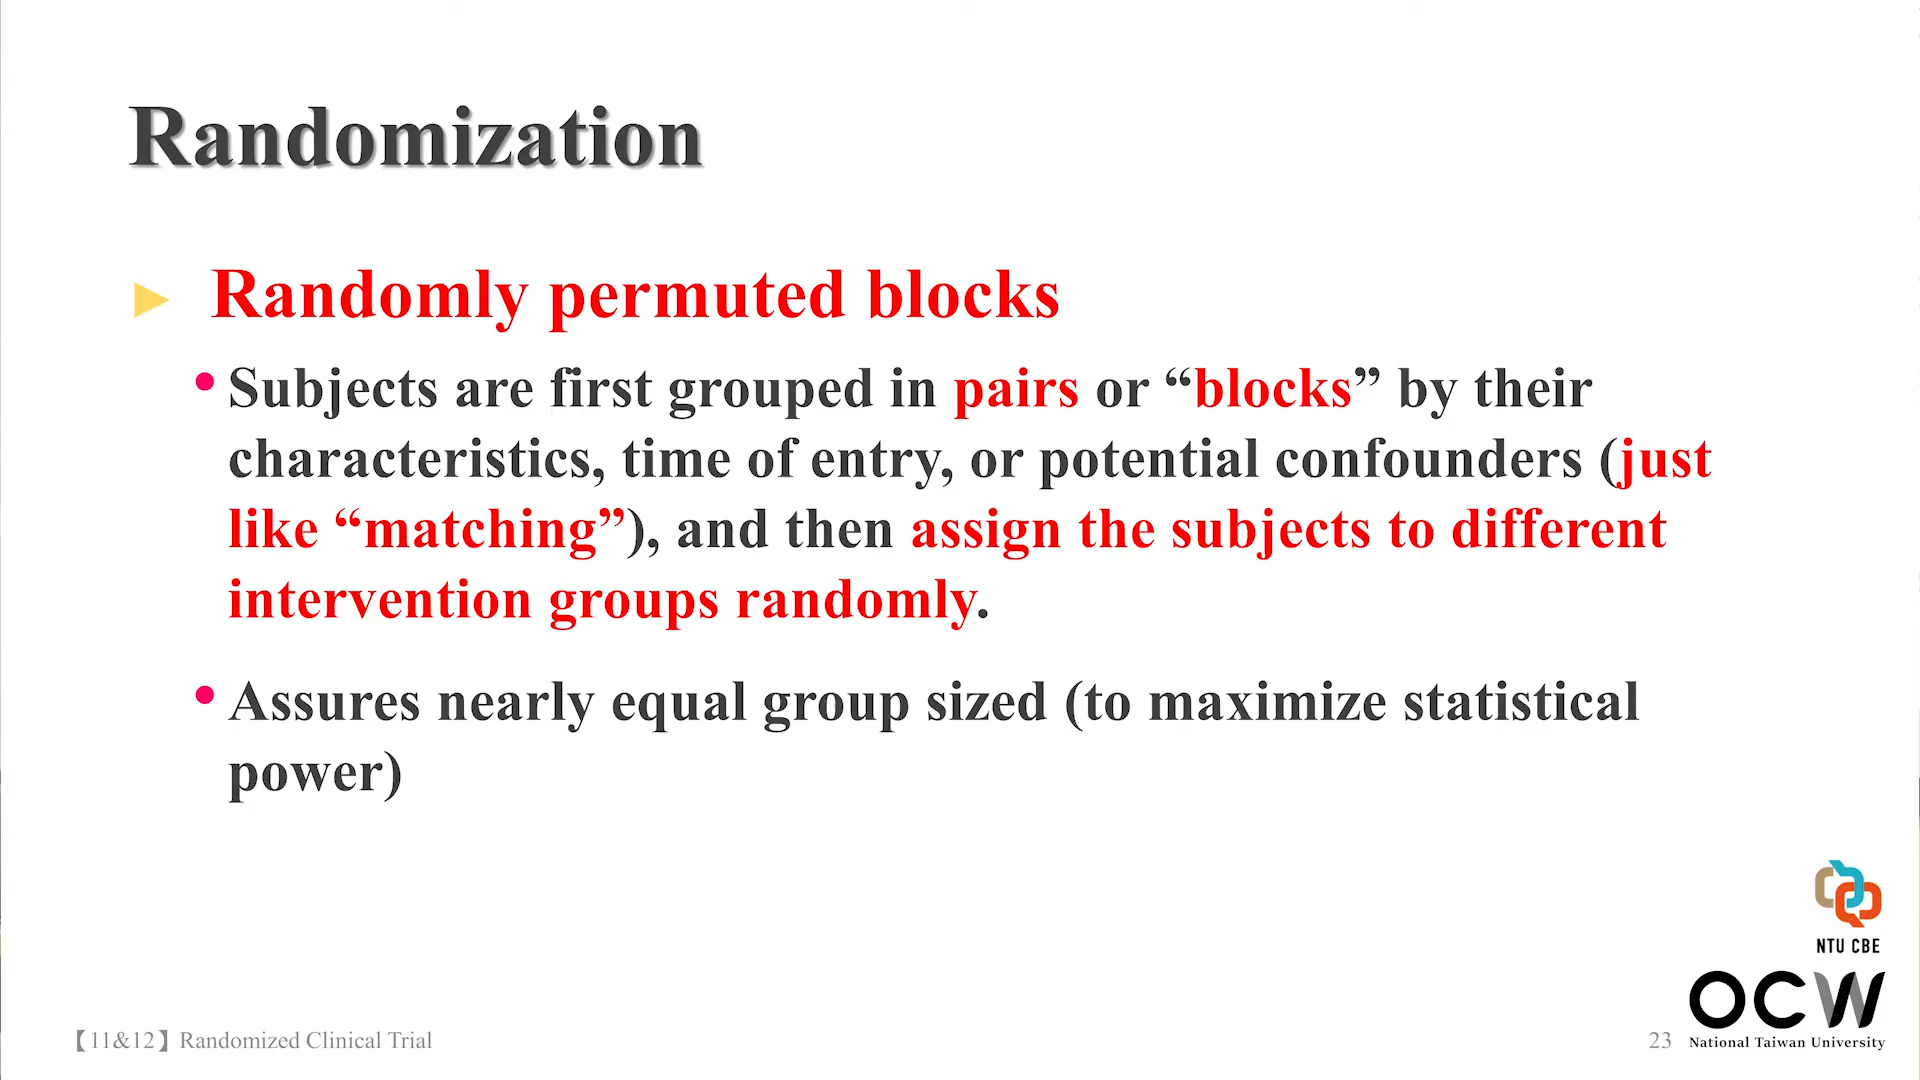 Randomization
► Randomly permuted blocks
• Subjects are first grouped in pairs or “blocks” by their
characteristics, time of entry, or potential confounders (just
like “matching”), and then assign the subjects to different
intervention groups randomly.
• Assures nearly equal group sized (to maximize statistical
power)
NTU CBE
OCW
National Taiwan University
【11&12】Randomized Clinical Trial
23